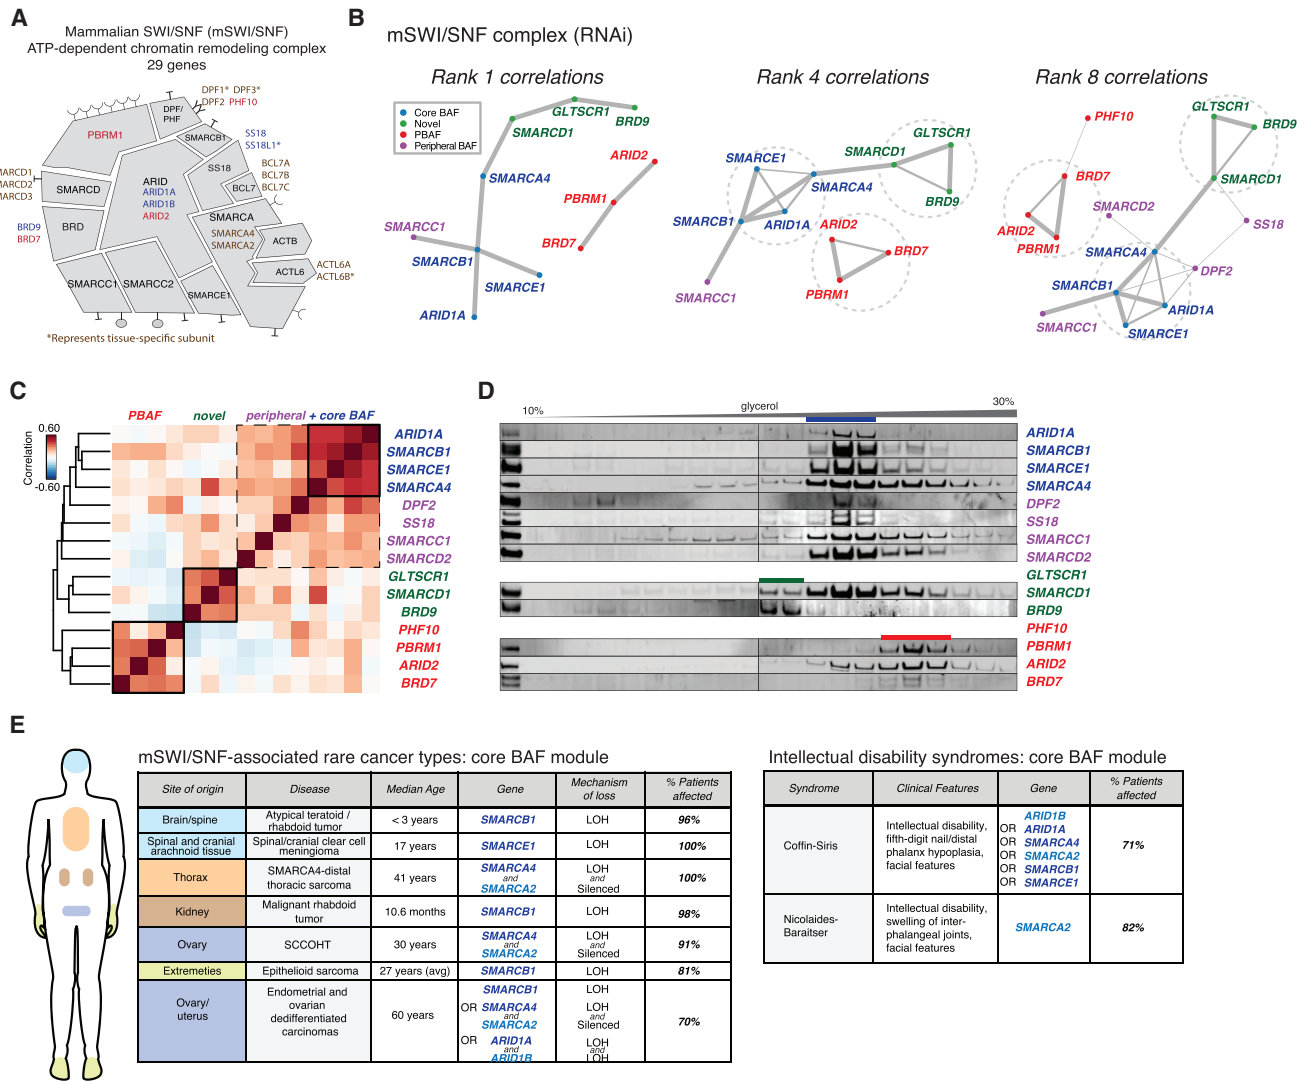 A
Mammalian SWI/SNF (mSWI/SNF)
ATP-dependent chromatin remodeling complex
29 genes
DPF1* DPF3*
DPF2 PHF10
DPF/
PHF
PBRM1
SMARCB1
SS18
SS18L1*
SS18
BCL7A
BCL7B
BCL7C
BCL7
MARCD1
MARCD2
MARCD3
SMARCD
ARID
ARID1A
ARID1B
ARID2
BRD9
BRD7
BRD
SMARCA
SMARCA4
SMARCA2
ACTB
ACTL6
ACTL6A
ACTL6B*
SMARCC1
SMARCC2
SMARCE1
*Represents tissue-specific subunit
B
mSWI/SNF complex (RNAi)
Rank 1 correlations
Core BAF
Novel
PBAF
Peripheral BAF
GLTSCR1
BRD9
SMARCD1
ARID2
SMARCA4
PBRM1
SMARCC1
BRD7
SMARCB1
SMARCE1
ARID1A
Rank 4 correlations
GLTSCR1
SMARCD1
SMARCE1
SMARCA4
BRD9
SMARCB1
ARID1A
ARID2
BRD7
PBRM1
SMARCC1
Rank 8 correlations
GLTSCR1
PHF10
BRD9
BRD7
SMARCD1
SMARCD2
SS18
ARID2
PBRM1
SMARCA4
DPF2
SMARCB1
ARID1A
SMARCC1
SMARCE1
C
PBAF novel peripheral + core BAF
0.60
Correlation
-0.60
ARID1A
SMARCB1
SMARCE1
SMARCA4
DPF2
SS18
SMARCC1
SMARCD2
GLTSCR1
SMARCD1
BRD9
PHF10
PBRM1
ARID2
BRD7
D
10% glycerol 30%
ARID1A
SMARCB1
SMARCE1
SMARCA4
DPF2
SS18
SMARCC1
SMARCD2
GLTSCR1
SMARCD1
BRD9
PHF10
PBRM1
ARID2
BRD7
E
mSWI/SNF-associated rare cancer types: core BAF module
Site of origin Disease Median Age Gene Mechanism of loss % Patients affected
Brain/spine Atypical teratoid / rhabdoid tumor < 3 years SMARCB1 LOH 96%
Spinal and cranial arachnoid tissue Spinal/cranial clear cell meningioma 17 years SMARCE1 LOH 100%
Thorax SMARCA4-distal thoracic sarcoma 41 years SMARCA4 and SMARCA2 LOH and Silenced 100%
Kidney Malignant rhabdoid tumor 10.6 months SMARCB1 LOH 98%
Ovary SCCOHT 30 years SMARCA4 and SMARCA2 LOH and Silenced 91%
Extremeties Epithelioid sarcoma 27 years (avg) SMARCB1 LOH 81%
Ovary/ uterus Endometrial and ovarian dedifferentiated carcinomas 60 years SMARCB1 LOH 70%
OR SMARCA4 and SMARCA2 LOH and Silenced
OR ARID1A and ARID1B LOH and LOH
Intellectual disability syndromes: core BAF module
Syndrome Clinical Features Gene % Patients affected
Coffin-Siris Intellectual disability, fifth-digit nail/distal phalanx hypoplasia, facial features 71%
ARID1B
OR ARID1A
OR SMARCA4
OR SMARCA2
OR SMARCB1
OR SMARCE1
Nicolaides-Baraitser Intellectual disability, swelling of inter-phalangeal joints, facial features SMARCA2 82%